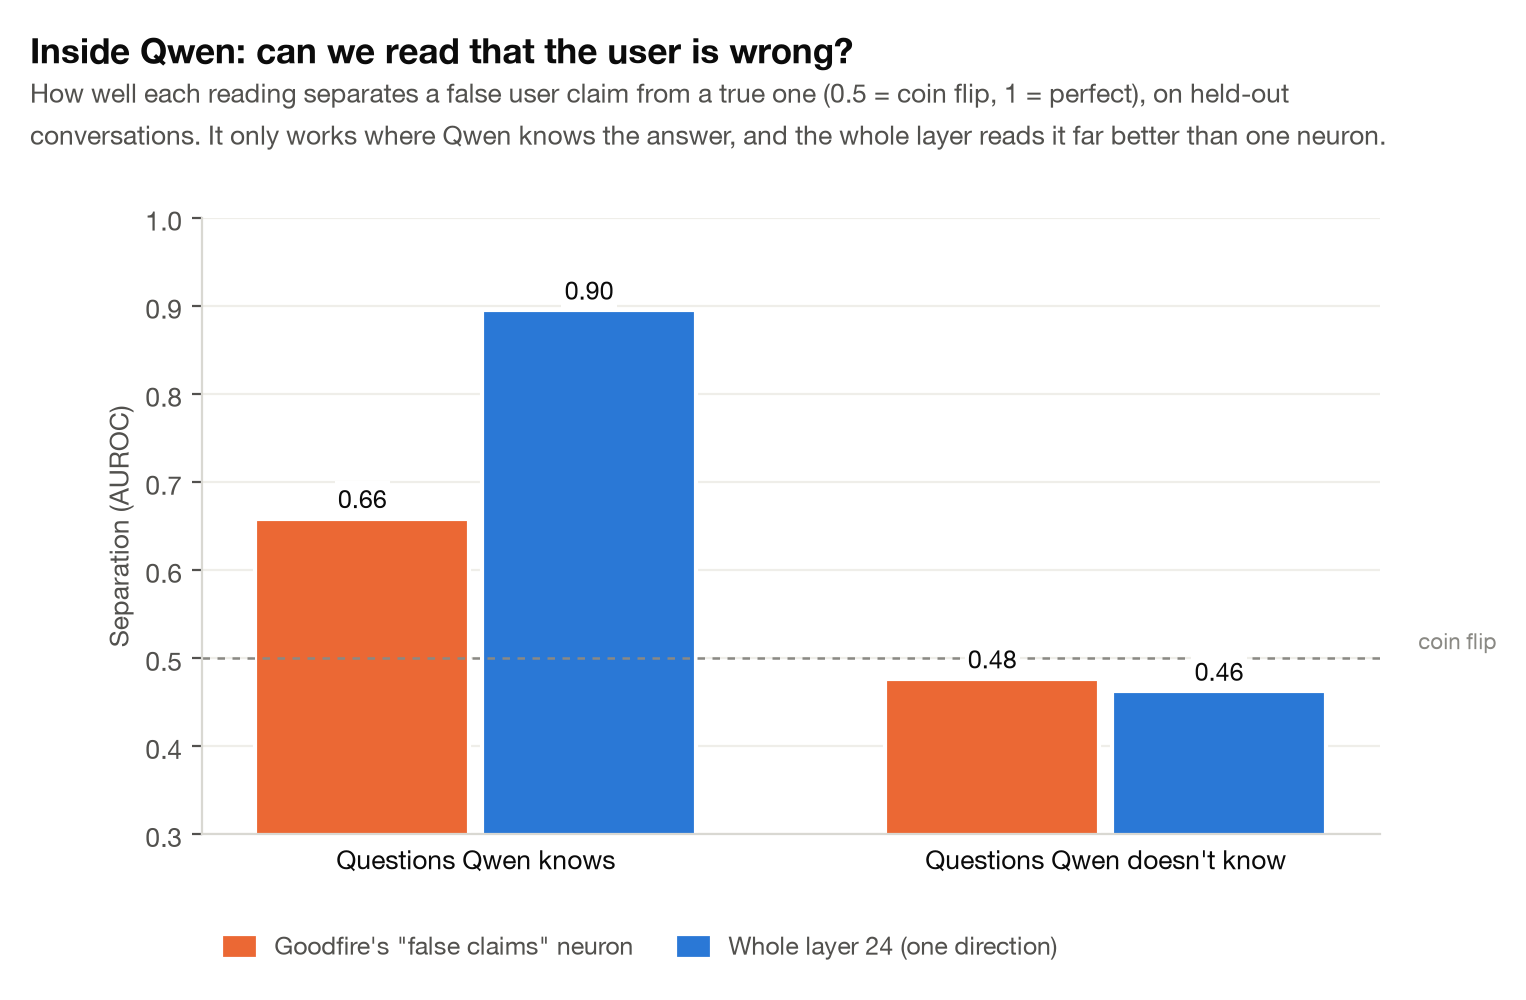 Inside Qwen: can we read that the user is wrong?
How well each reading separates a false user claim from a true one (0.5 = coin flip, 1 = perfect), on held-out
conversations. It only works where Qwen knows the answer, and the whole layer reads it far better than one neuron.
Separation (AUROC)
1.0
0.9
0.8
0.7
0.6
0.5
0.4
0.3
0.66
0.90
0.48
0.46
coin flip
Questions Qwen knows
Questions Qwen doesn't know
Goodfire's "false claims" neuron
Whole layer 24 (one direction)